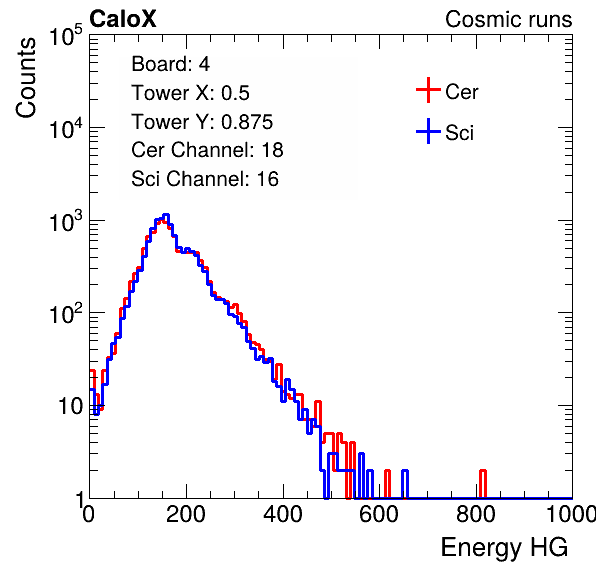 CaloX Cosmic runs
Counts
10^5
10^4
10^3
10^2
10
1
Board: 4
Tower X: 0.5
Tower Y: 0.875
Cer Channel: 18
Sci Channel: 16
Cer
Sci
0 200 400 600 800 1000
Energy HG